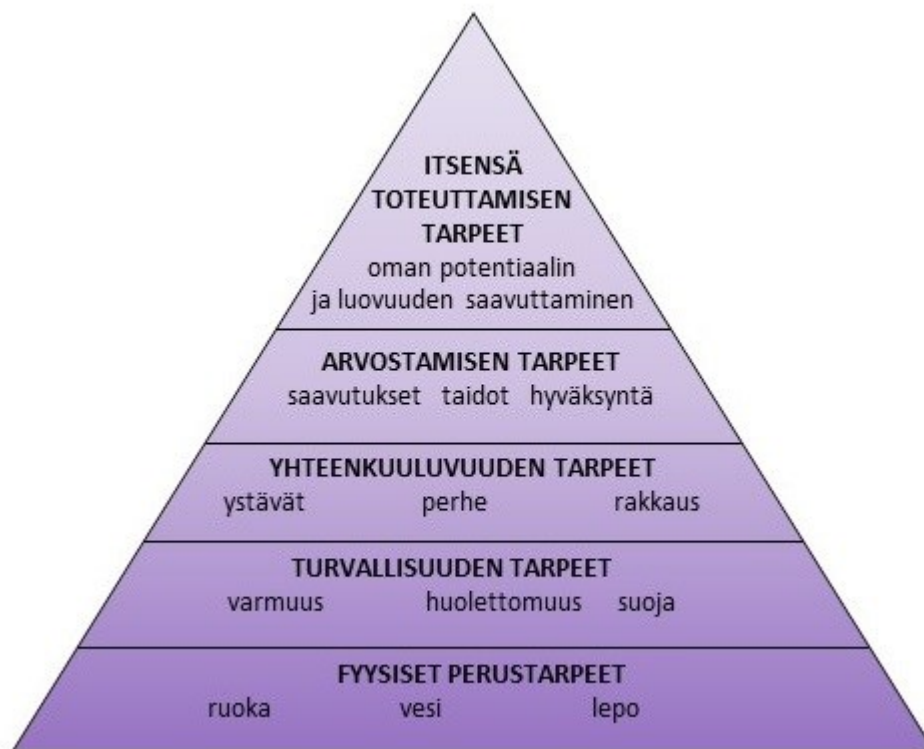 ITSENSÄ
TOTEUTTAMISEN
TARPEET
oman potentiaalin
ja luovuuden saavuttaminen
ARVOSTAMISEN TARPEET
saavutukset taidot hyväksyntä
YHTEENKUULUVUUDEN TARPEET
ystävät perhe rakkaus
TURVALLISUUDEN TARPEET
varmuus huolettomuus suoja
FYYSISET PERUSTARPEET
ruoka vesi lepo